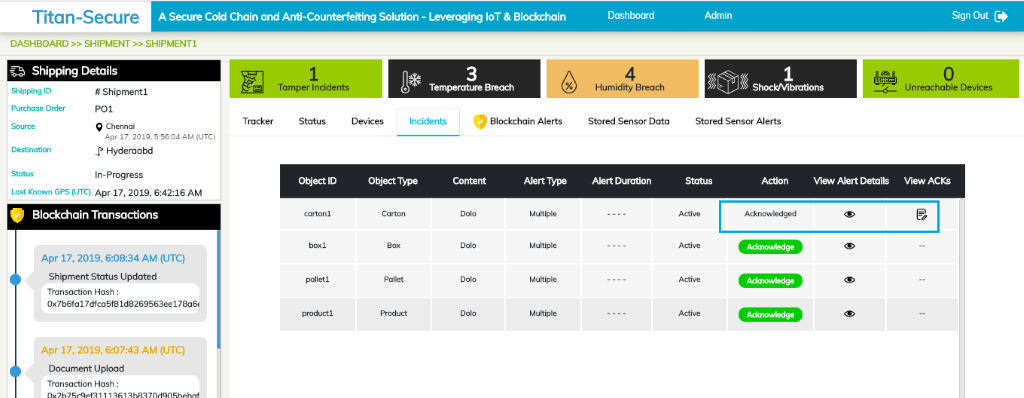 Titan-Secure
A Secure Cold Chain and Anti-Counterfeiting Solution - Leveraging IoT & Blockchain
Dashboard
Admin
Sign Out
DASHBOARD >> SHIPMENT >> SHIPMENT1
Shipping Details
Shipping ID # Shipment1
Purchase Order PO1
Source Chennai
Apr 17, 2019, 5:56:04 AM (UTC)
Destination Hyderaabd
Status In-Progress
Last Known GPS (UTC) Apr 17, 2019, 6:42:16 AM
Blockchain Transactions
Apr 17, 2019, 6:08:34 AM (UTC)
Shipment Status Updated
Transaction Hash :
0x7b6fa17dfca5f81d8269563ee178a6
Apr 17, 2019, 6:07:43 AM (UTC)
Document Upload
Transaction Hash :
1
Tamper Incidents
3
Temperature Breach
4
Humidity Breach
1
Shock/Vibrations
0
Unreachable Devices
Tracker Status Devices Incidents Blockchain Alerts Stored Sensor Data Stored Sensor Alerts
Object ID Object Type Content Alert Type Alert Duration Status Action View Alert Details View ACKs
carton1 Carton Dolo Multiple - - - - Active Acknowledged
box1 Box Dolo Multiple - - - - Active Acknowledge --
pallet1 Pallet Dolo Multiple - - - - Active Acknowledge --
product1 Product Dolo Multiple - - - - Active Acknowledge --